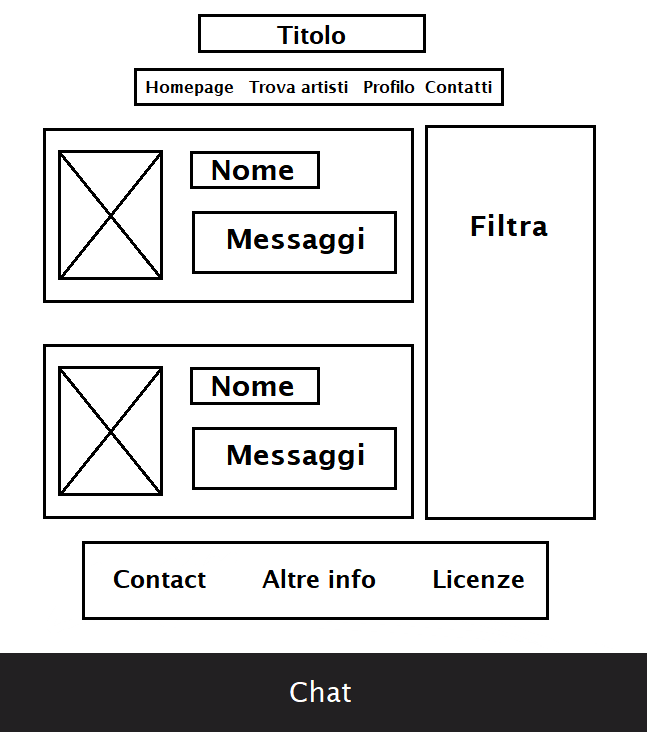 Titolo
Homepage Trova artisti Profilo Contatti
Nome
Messaggi
Filtra
Nome
Messaggi
Contact Altre info Licenze
Chat